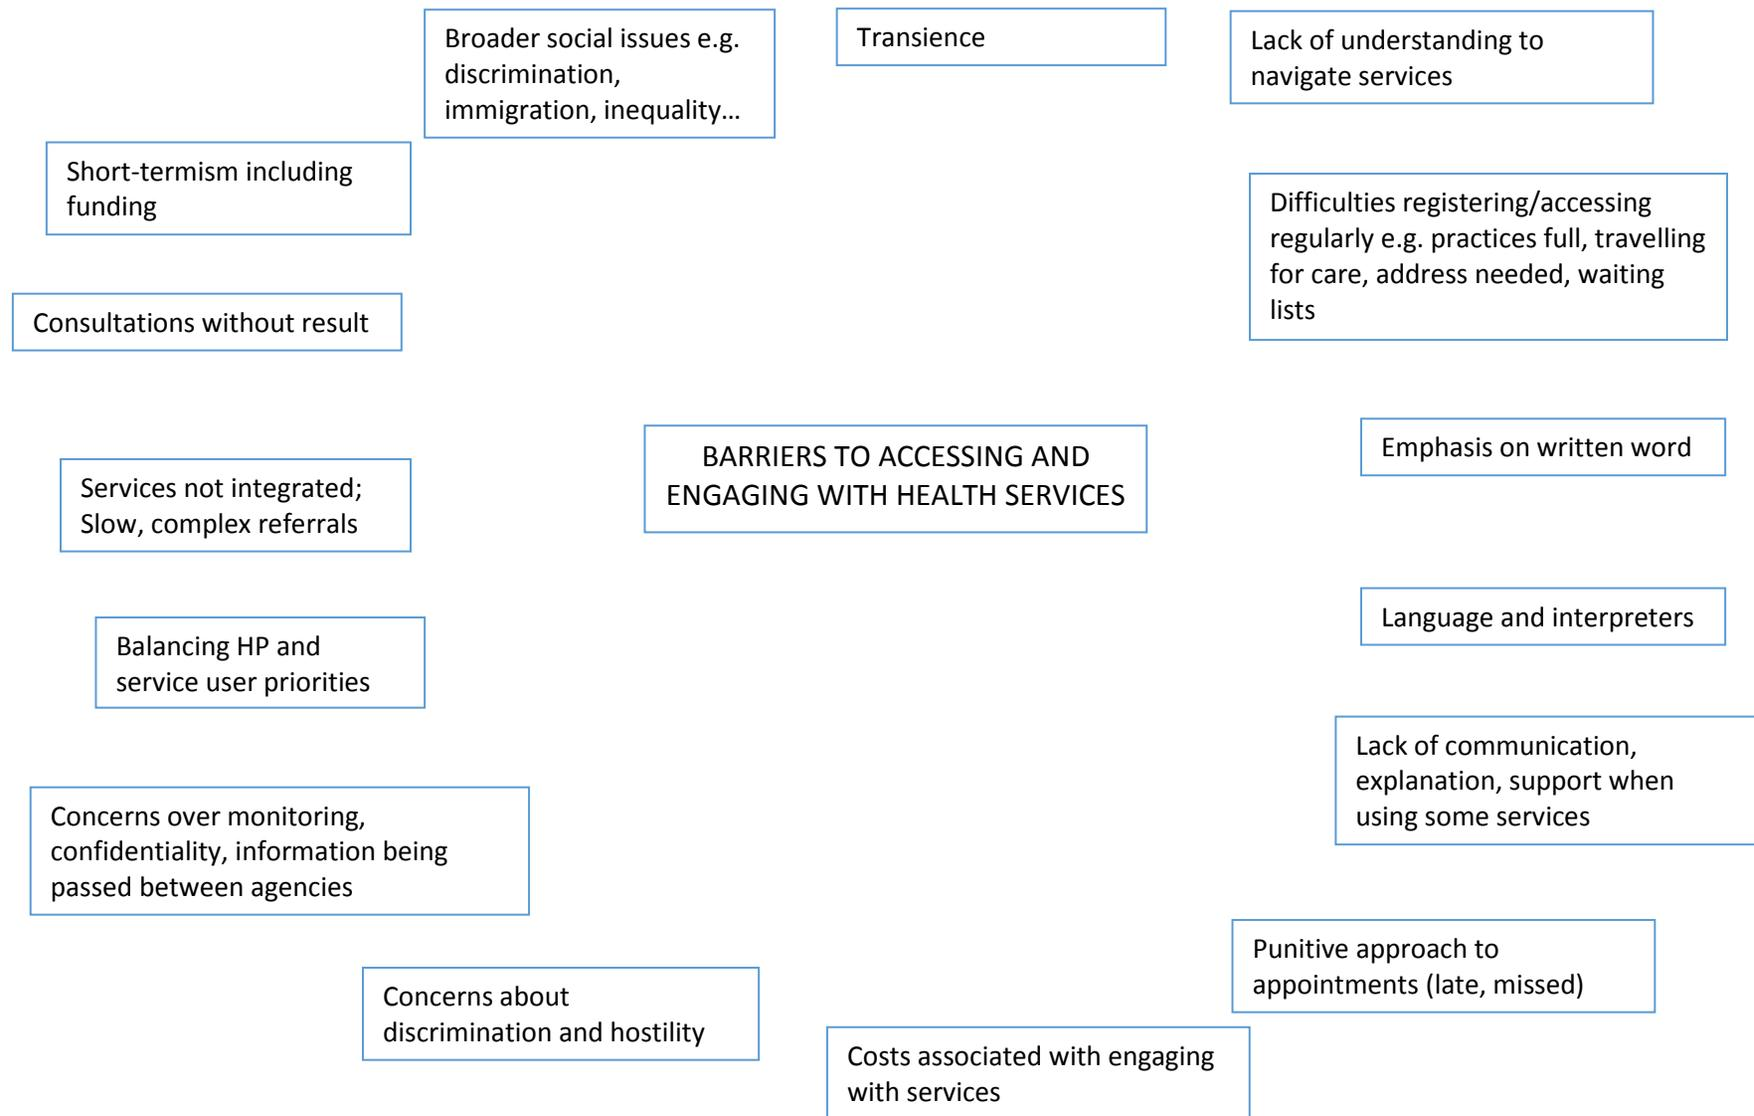 Broader social issues e.g.
discrimination,
immigration, inequality…
Transience
Lack of understanding to
navigate services
Short-termism including
funding
Difficulties registering/accessing
regularly e.g. practices full, travelling
for care, address needed, waiting
lists
Consultations without result
BARRIERS TO ACCESSING AND
ENGAGING WITH HEALTH SERVICES
Emphasis on written word
Services not integrated;
Slow, complex referrals
Language and interpreters
Balancing HP and
service user priorities
Lack of communication,
explanation, support when
using some services
Concerns over monitoring,
confidentiality, information being
passed between agencies
Punitive approach to
appointments (late, missed)
Concerns about
discrimination and hostility
Costs associated with engaging
with services